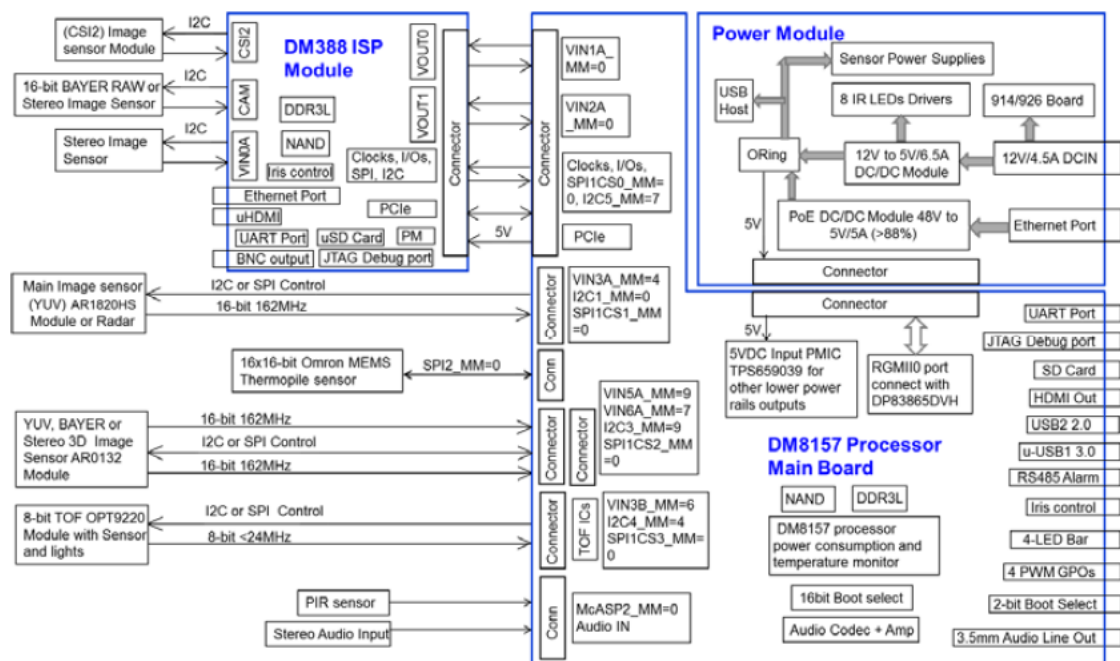 (CSI2) Image
sensor Module
I2C
CSI2
16-bit BAYER RAW or
Stereo Image Sensor
I2C
CAM
Stereo Image
Sensor
I2C
VIN0A
DM388 ISP
Module
DDR3L
NAND
Iris control
VOUT0
VOUT1
Clocks, I/Os,
SPI, I2C
Ethernet Port
uHDMI
PCIe
UART Port
uSD Card
PM
BNC output
JTAG Debug port
Connector
5V
Connector
VIN1A_
MM=0
VIN2A
_MM=0
Clocks, I/Os,
SPI1CS0_MM=
0, I2C5_MM=7
PCIe
Power Module
Sensor Power Supplies
USB
Host
8 IR LEDs Drivers
914/926 Board
ORing
12V to 5V/6.5A
DC/DC Module
12V/4.5A DCIN
PoE DC/DC Module 48V to
5V/5A (>88%)
Ethernet Port
5V
Connector
Connector
5V
5VDC Input PMIC
TPS659039 for
other lower power
rails outputs
RGMII0 port
connect with
DP83865DVH
Main Image sensor
(YUV) AR1820HS
Module or Radar
I2C or SPI Control
16-bit 162MHz
Connector
VIN3A_MM=4
I2C1_MM=0
SPI1CS1_MM
=0
16x16-bit Omron MEMS
Thermopile sensor
SPI2_MM=0
Conn
YUV, BAYER or
Stereo 3D Image
Sensor AR0132
Module
16-bit 162MHz
I2C or SPI Control
16-bit 162MHz
Connector
Connector
VIN5A_MM=9
VIN6A_MM=7
I2C3_MM=9
SPI1CS2_MM
=0
8-bit TOF OPT9220
Module with Sensor
and lights
I2C or SPI Control
8-bit <24MHz
Connector
TOF ICs
VIN3B_MM=6
I2C4_MM=4
SPI1CS3_MM=
0
PIR sensor
Stereo Audio Input
Conn
McASP2_MM=0
Audio IN
DM8157 Processor
Main Board
NAND
DDR3L
DM8157 processor
power consumption and
temperature monitor
16bit Boot select
Audio Codec + Amp
UART Port
JTAG Debug port
SD Card
HDMI Out
USB2 2.0
u-USB1 3.0
RS485 Alarm
Iris control
4-LED Bar
4 PWM GPOs
2-bit Boot Select
3.5mm Audio Line Out